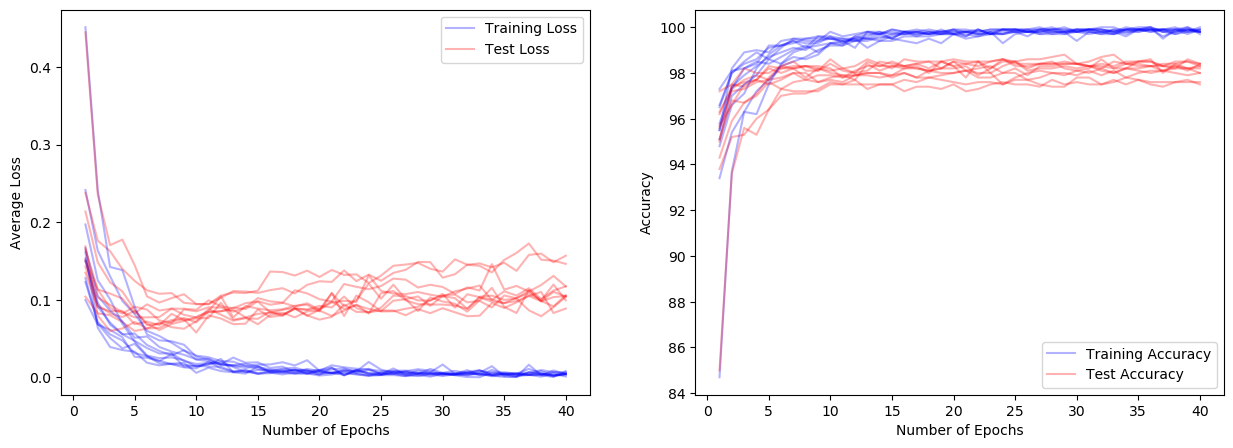 0.4
0.3
0.2
0.1
0.0
Average Loss
0 5 10 15 20 25 30 35 40
Number of Epochs
Training Loss
Test Loss
100
98
96
94
92
90
88
86
84
Accuracy
0 5 10 15 20 25 30 35 40
Number of Epochs
Training Accuracy
Test Accuracy